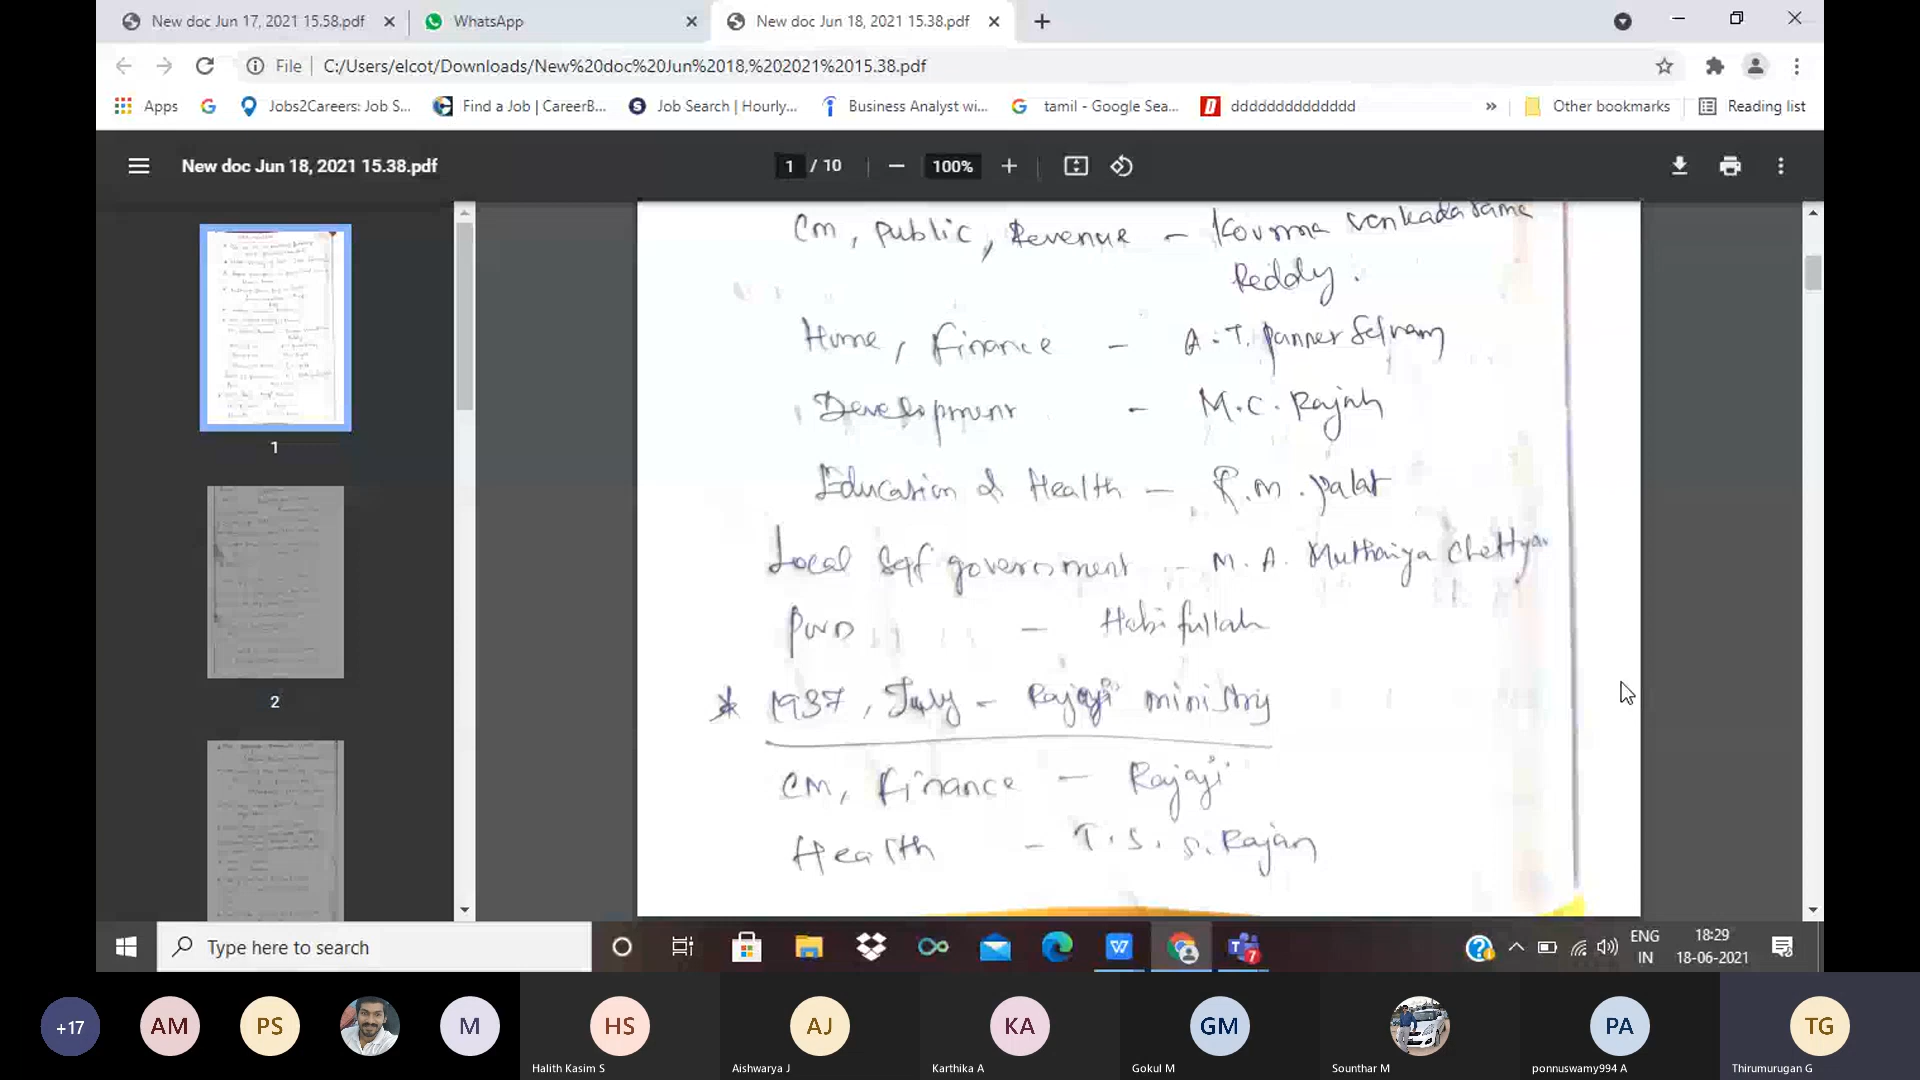 New doc Jun 17, 2021 15.58.pdf
WhatsApp
New doc Jun 18, 2021 15.38.pdf
File
C:/Users/elcot/Downloads/New%20doc%20Jun%2018,%202021%2015.38.pdf
Apps
Jobs2Careers: Job S...
Find a Job | CareerB...
Job Search | Hourly,...
Business Analyst wi...
tamil - Google Sea...
dddddddddddddd
»
Other bookmarks
Reading list
New doc Jun 18, 2021 15.38.pdf
1 / 10
100%
1
2
CM, Public, Revenue - Kourma Venkadarama
Reddy.
Home, Finance - A.T. Panner Selvam
Development - M.C. Rajah
Education & Health - R.M. Palat
Local Self government - M. A. Muthaiya Chettyar
PWD - Habifullah
* 1937, July - Rajaji ministry
CM, Finance - Rajaji
Health - T.S.S. Rajan
Type here to search
7
ENG
IN
18:29
18-06-2021
+17
AM
PS
M
HS
Halith Kasim S
AJ
Aishwarya J
KA
Karthika A
GM
Gokul M
Sounthar M
PA
ponnuswamy994 A
TG
Thirumurugan G